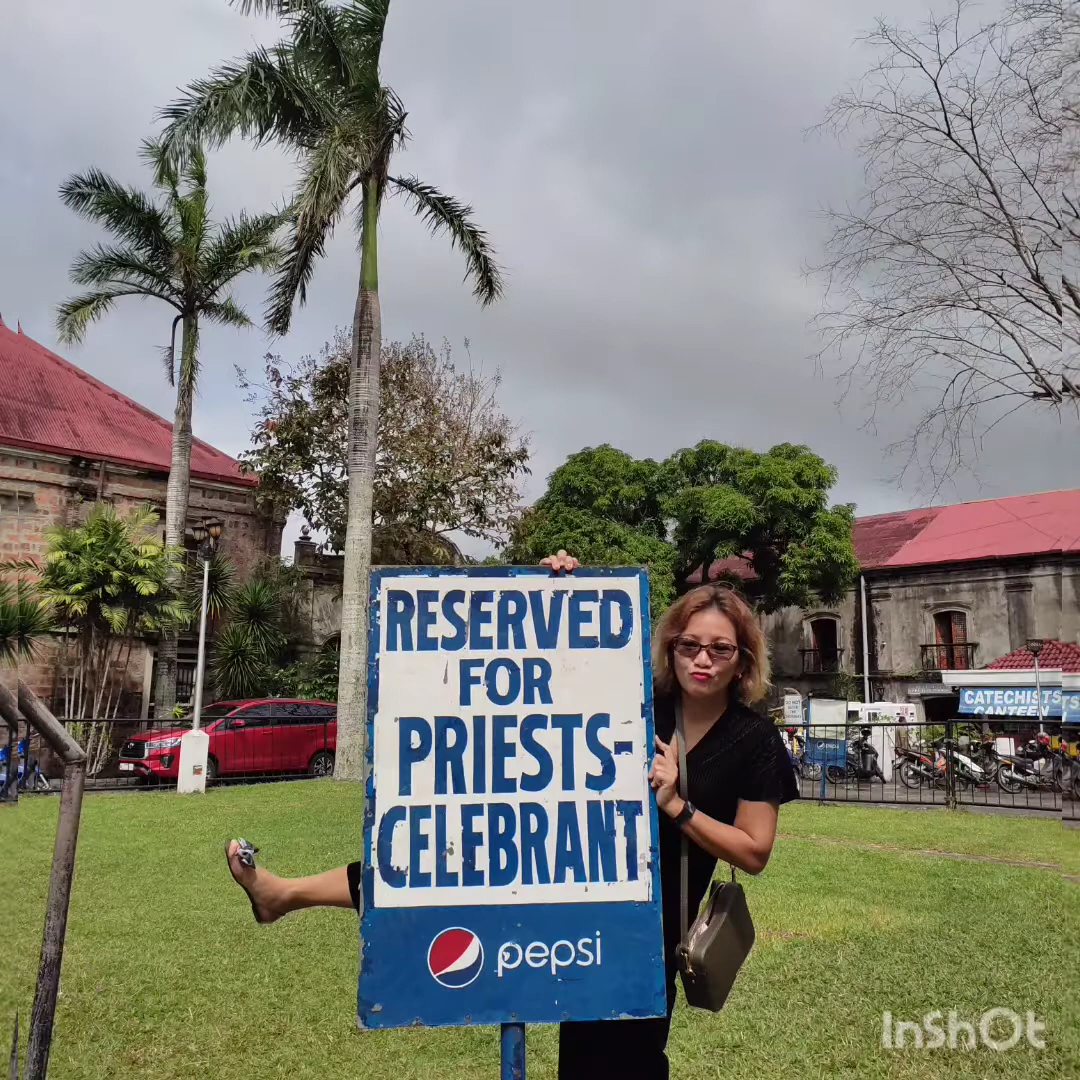 RESERVED
FOR
PRIESTS-
CELEBRANT
pepsi
CATECHISTS
CANTEEN
InShOt